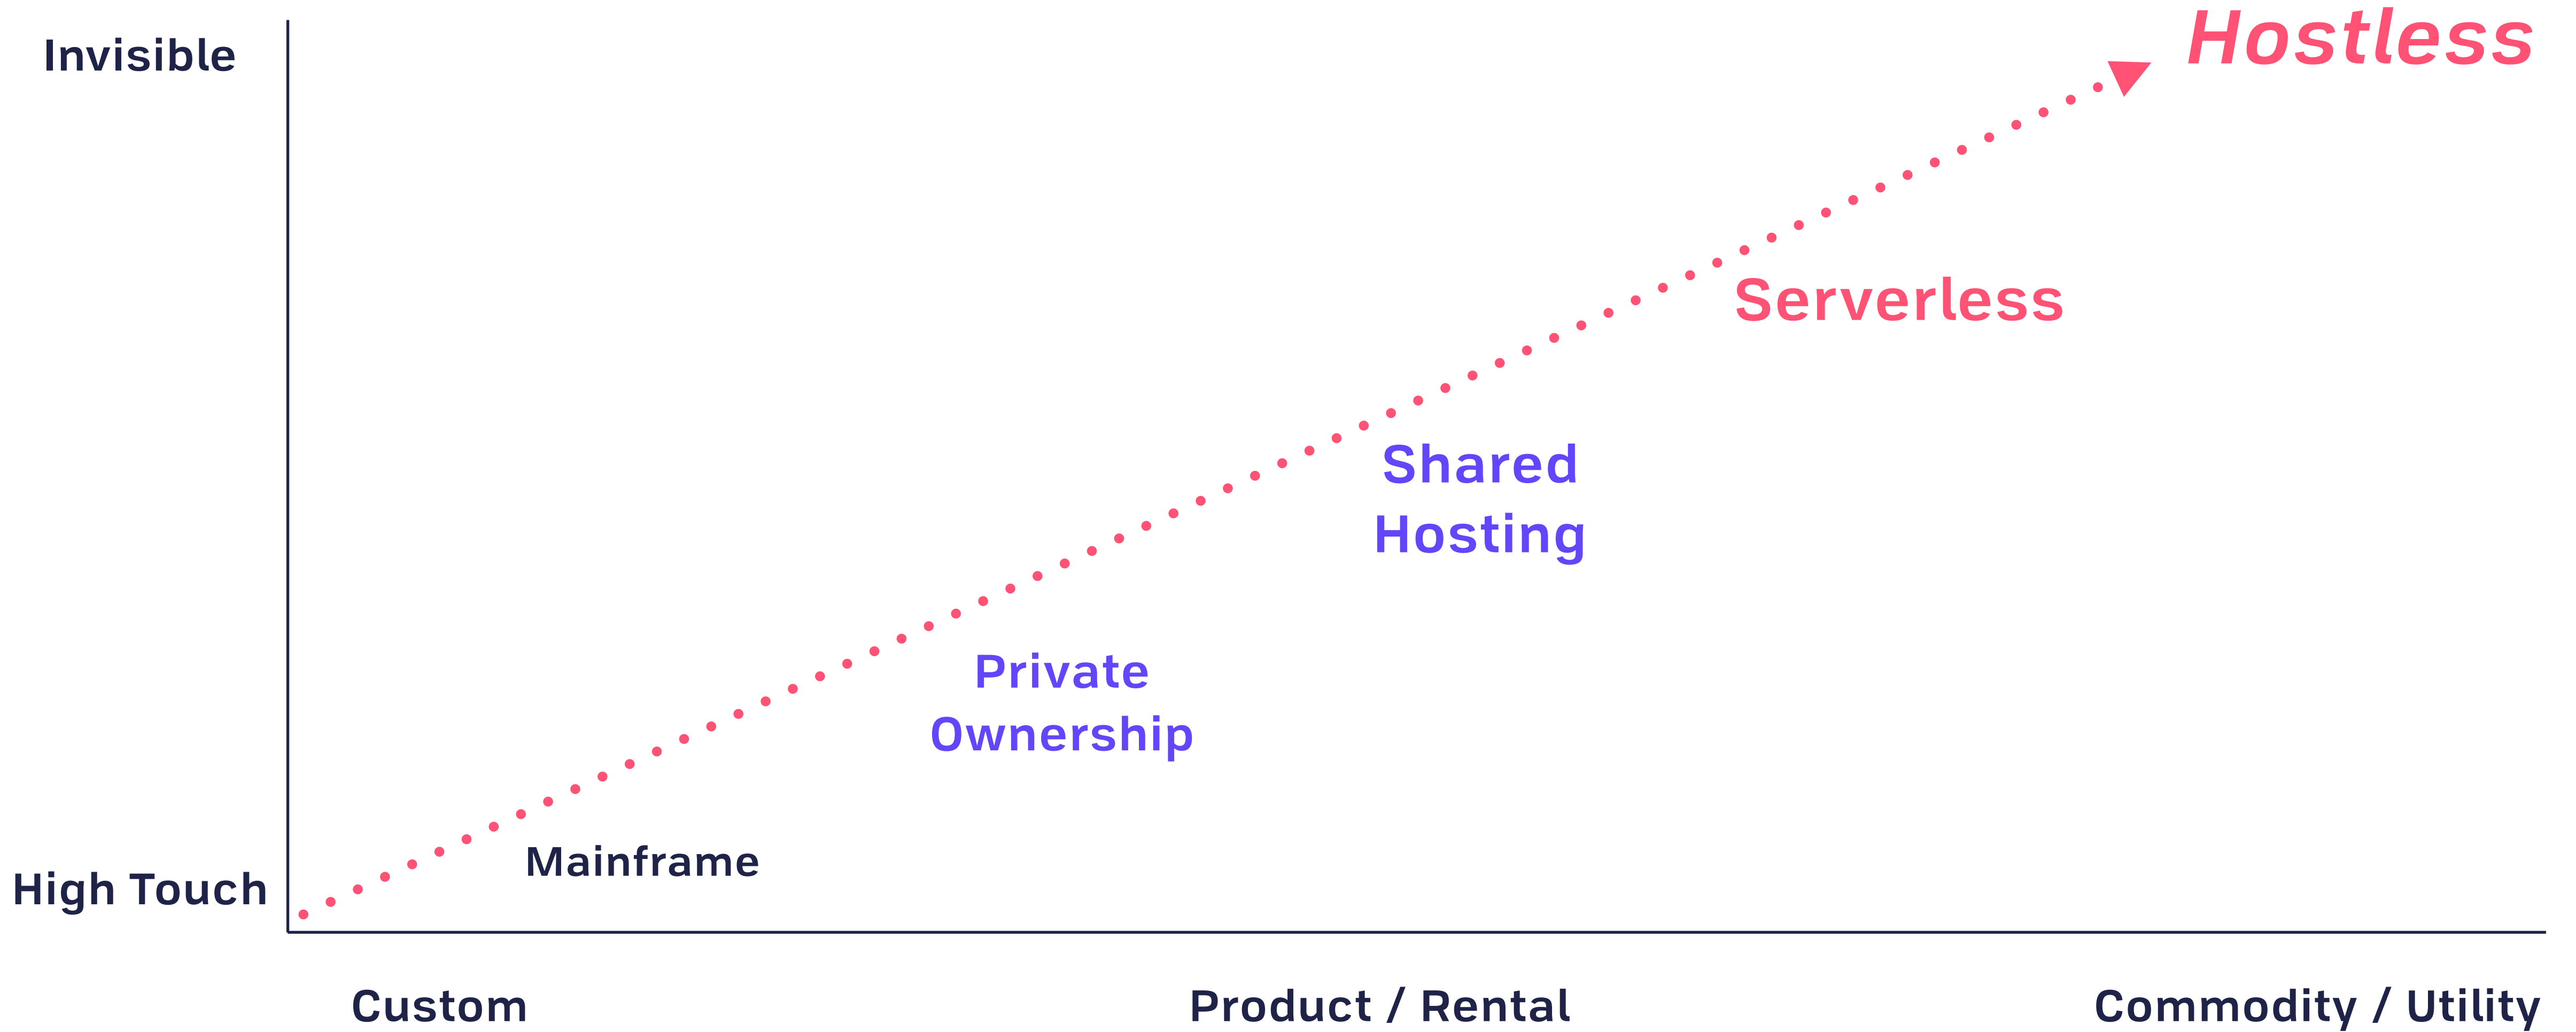 Invisible
Hostless
Serverless
Shared
Hosting
Private
Ownership
Mainframe
High Touch
Custom
Product / Rental
Commodity / Utility